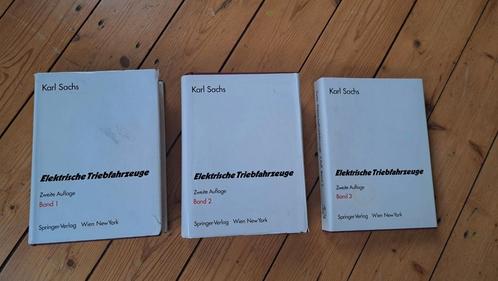 Karl Sachs
Elektrische Triebfahrzeuge
Zweite Auflage
Band 1
Springer-Verlag Wien New York
Karl Sachs
Elektrische Triebfahrzeuge
Zweite Auflage
Band 2
Springer-Verlag Wien New York
Karl Sachs
Elektrische Triebfahrzeuge
Zweite Auflage
Band 3
Springer-Verlag Wien New York